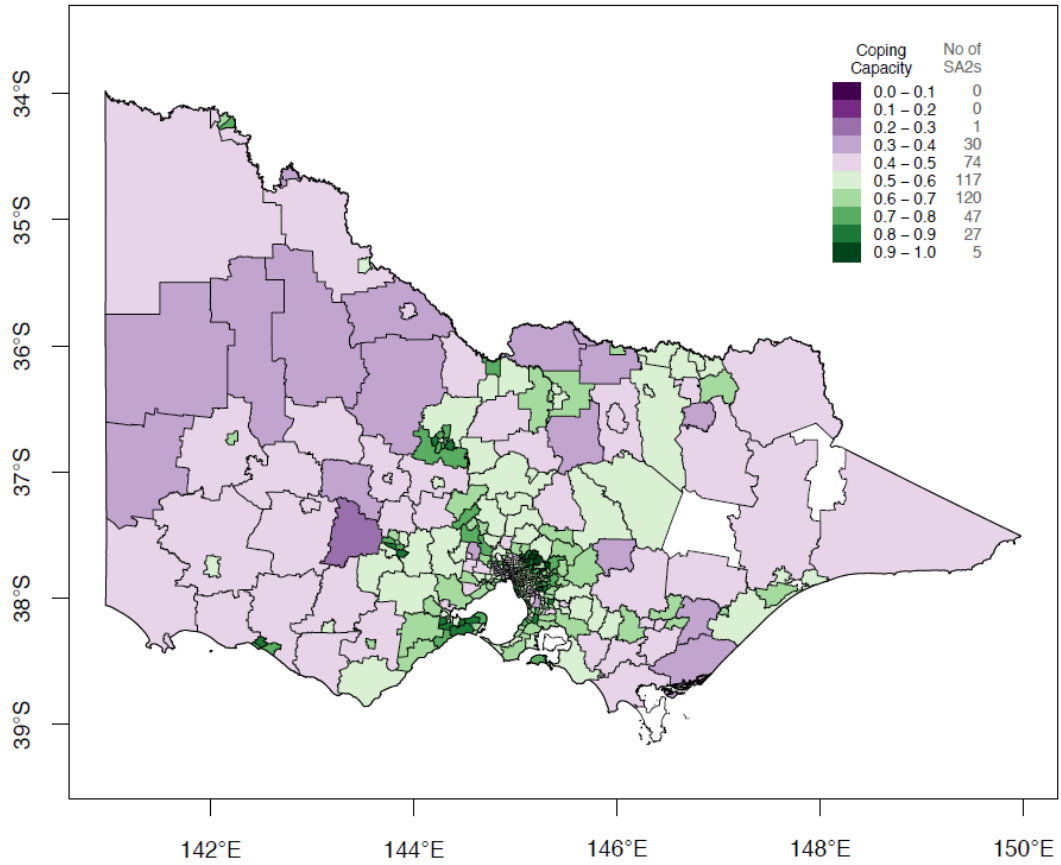 Coping Capacity No of SA2s
0.0 – 0.1 0
0.1 – 0.2 0
0.2 – 0.3 1
0.3 – 0.4 30
0.4 – 0.5 74
0.5 – 0.6 117
0.6 – 0.7 120
0.7 – 0.8 47
0.8 – 0.9 27
0.9 – 1.0 5
34°S
35°S
36°S
37°S
38°S
39°S
142°E 144°E 146°E 148°E 150°E